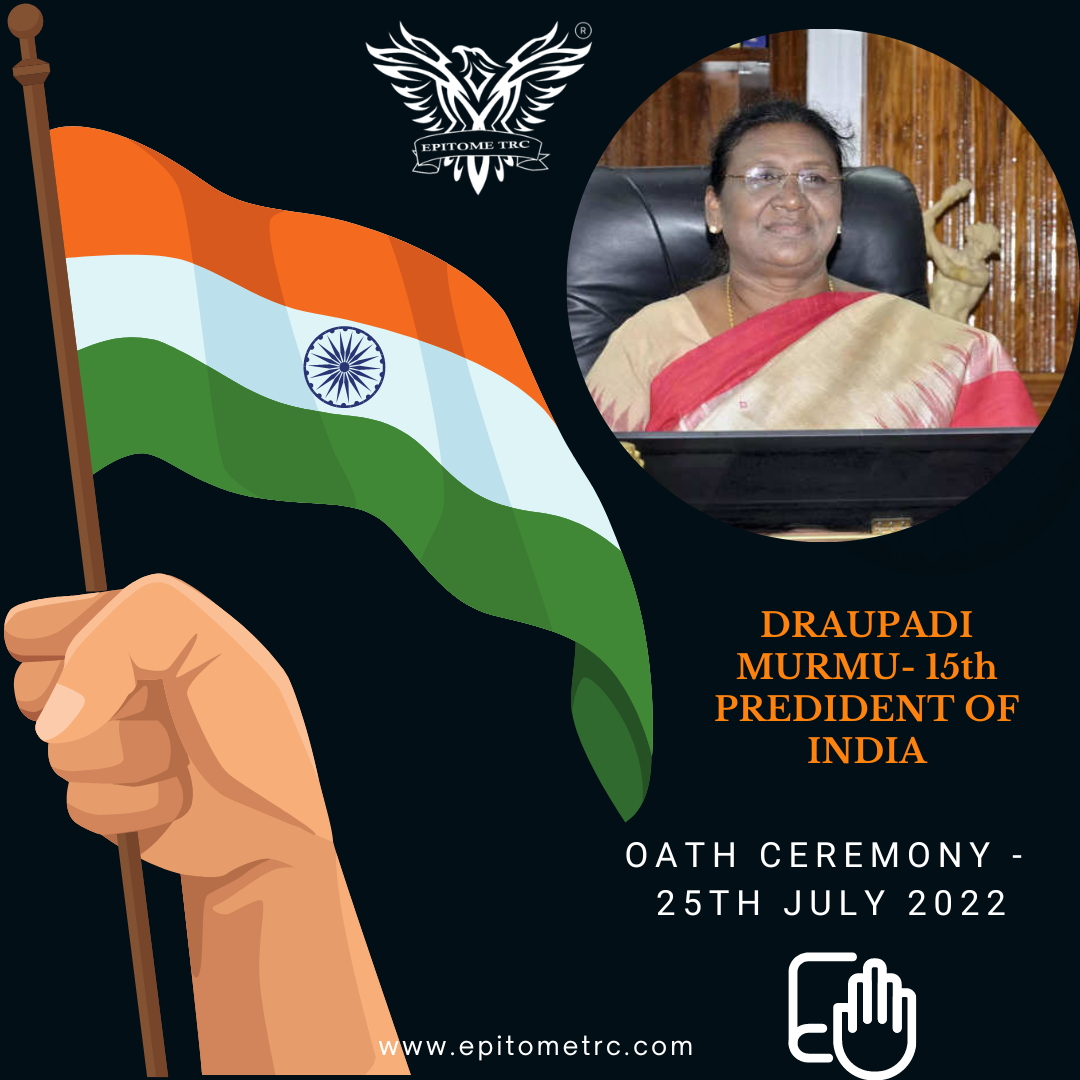 ®
EPITOME TRC
DRAUPADI
MURMU- 15th
PREDIDENT OF
INDIA
OATH CEREMONY -
25TH JULY 2022
www.epitometrc.com